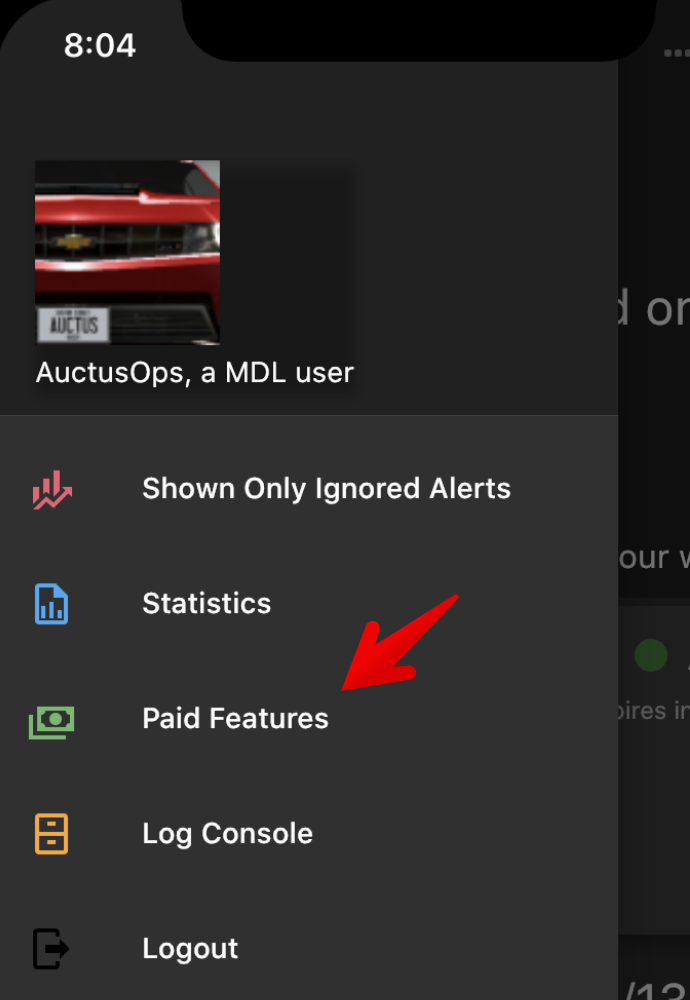 8:04
AUCTUS
AuctusOps, a MDL user
d or
Shown Only Ignored Alerts
our w
Statistics
pires in
Paid Features
Log Console
Logout
/13